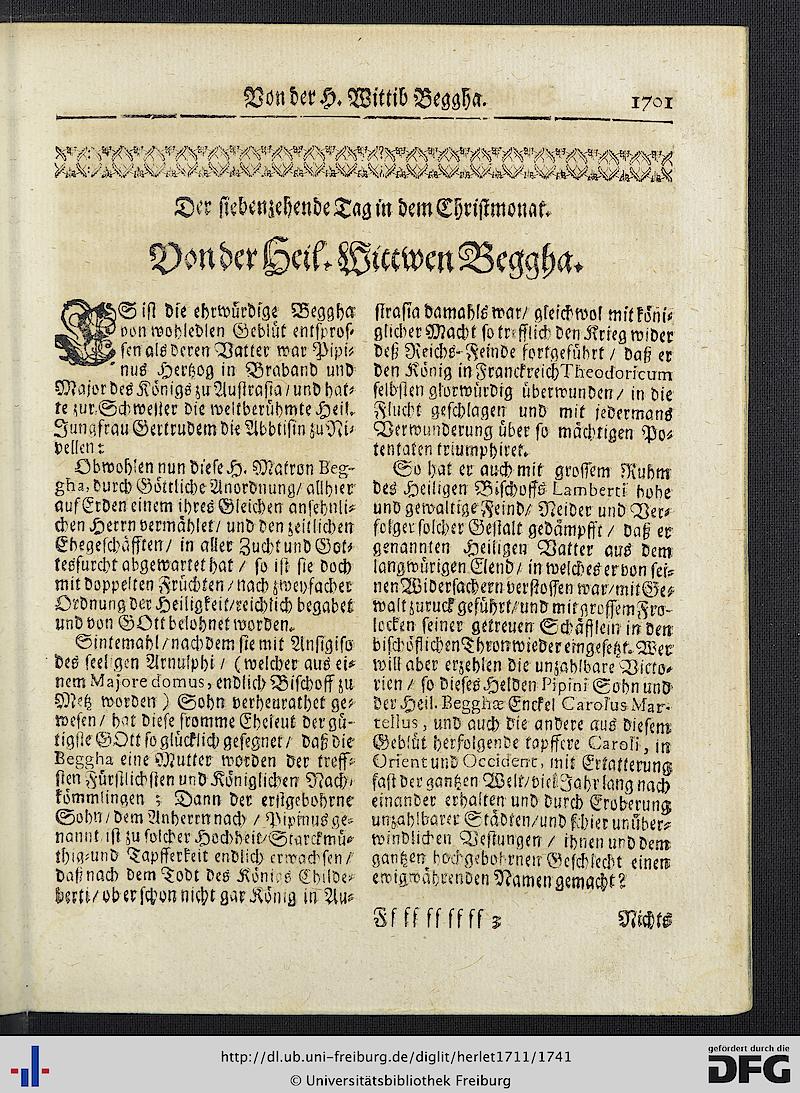 Von der H. Wittib Beggha. 1701
Der siebenzehende Tag in dem Christmonat.
Von der Heil. Wittwen Beggha.
ES ist die ehrwürdige Beggha
von wohledlen Geblüt entspros-
sen als deren Vatter war Pipi-
nus Hertzog in Braband und
Major des Königs zu Austrasia / und hat-
te zur Schwester die weltberühmte Heil.
Jungfrau Gertrudem die Abbtisin zu Ni-
vellen:
Obwohlen nun diese H. Matron Beg-
gha, durch Göttliche Anordnung / allhier
auf Erden einem ihres Gleichen ansehnli-
chen Herrn vermählet / und den zeitlichen
Ehegeschäfften / in aller Zucht und Got-
tesfurcht abgewartet hat / so ist sie doch
mit doppelten Früchten / nach zweyfacher
Ordnung der Heiligkeit / reichlich begabet
und von GOtt belohnet worden.
Sintemahl / nachdem sie mit Ansigiso
des seeligen Arnulphi / (welcher aus ei-
nem Majore domus, endlich Bischoff zu
Metz worden) Sohn verheurathet ge-
wesen / hat diese fromme Eheleut der gü-
tigste GOtt so glücklich gesegnet / daß die
Beggha eine Mutter worden der treff-
sten Fürstlichsten und Königlichen Nach-
kömmlingen ; Dann der erstgebohrne
Sohn / dem Anherrn nach / Pipinus ge-
nannt ist zu solcher Hochheit / Starckmü-
thig- und Tapfferkeit endlich erwachsen /
daß nach dem Todt des Königs Childe-
berti / ob er schon nicht gar König in Au-
strasia damahls war / gleichwol mit köni-
glicher Macht so trefflich den Krieg wider
deß Reichs-Feinde fortgeführt / daß er
den König in Franckreich Theodoricum
selbsten glorwürdig überwunden / in die
Flucht geschlagen und mit jedermans
Verwunderung über so mächtigen Po-
tentaten triumphiret.
So hat er auch mit grossem Ruhm
des Heiligen Bischoffs Lamberti hohe
und gewaltige Feind / Neider und Ver-
folger solcher Gestalt gedämpfft / daß er
genannten Heiligen Vatter aus dem
langwürigen Elend / in welches er von sei-
nen Widersachern verstossen war / mit Ge-
walt zuruck geführt / und mit grossem Fro-
locken seiner getreuen Schäfflein in den
bischöflichen Thron wieder eingesetzt. Wer
will aber erzehlen die unzahlbare Victo-
rien / so dieses Helden Pipini Sohn und
der Heil. Begghæ Enckel Carolus Mar-
tellus, und auch die andere aus diesem
Geblüt herfolgende tapffere Caroli, in
Orient und Occident, mit Erstatterung
fast der gantzen Welt / viel Jahr lang nach
einander erhalten und durch Eroberung
unzahlbarer Städten / und schier unüber-
windlichen Vestungen / ihnen und dem
gantzen hochgebohrnen Geschlecht einen
ewigwährenden Namen gemacht?
Ff ff ff ff ff 3 Nichts
http://dl.ub.uni-freiburg.de/diglit/herlet1711/1741
© Universitätsbibliothek Freiburg
gefördert durch die
DFG